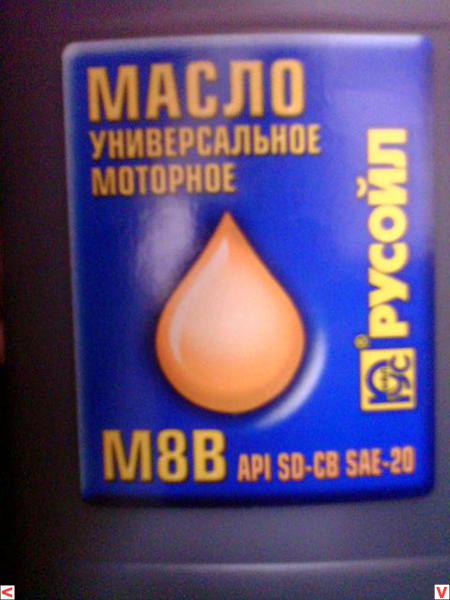 МАСЛО
УНИВЕРСАЛЬНОЕ
МОТОРНОЕ
РУСОЙЛ
®
М8В API SD-CB SAE-20
< V